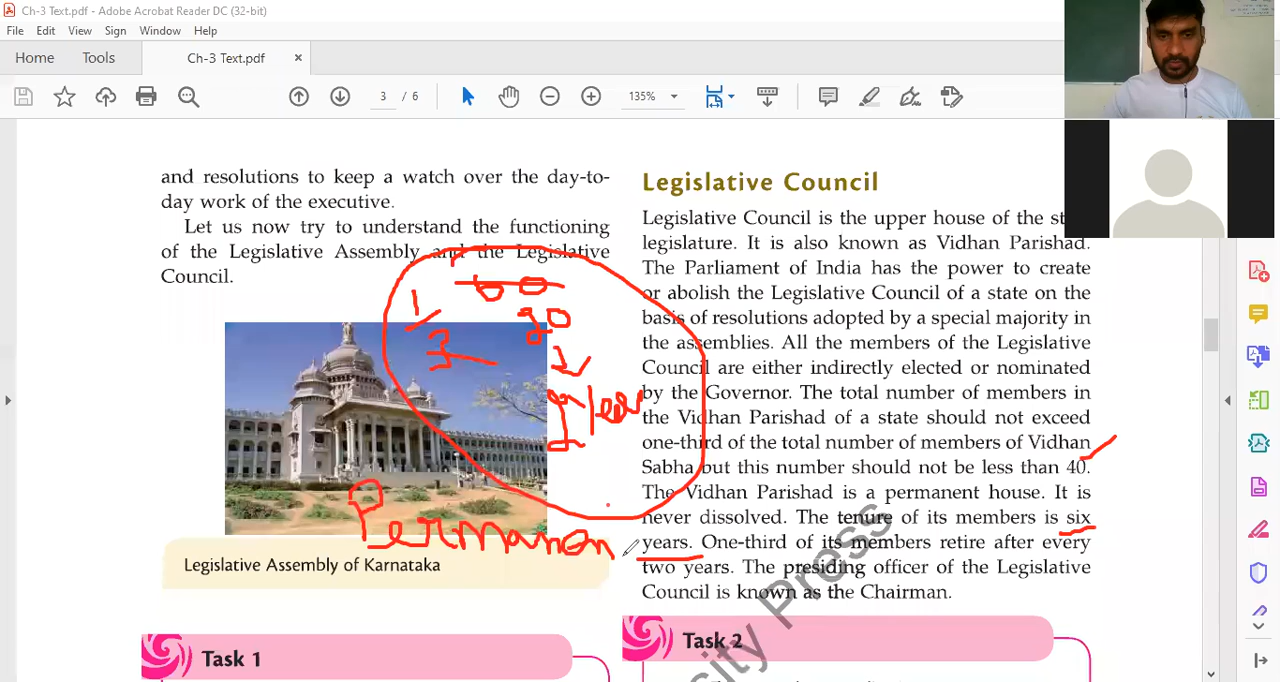 Ch-3 Text.pdf - Adobe Acrobat Reader DC (32-bit)
File Edit View Sign Window Help
Home Tools Ch-3 Text.pdf ×
3 / 6 135%
and resolutions to keep a watch over the day-to-
day work of the executive.
Let us now try to understand the functioning
of the Legislative Assembly and the Legislative
Council.
60
1/3
20
2
Year
Permanen
Legislative Assembly of Karnataka
Task 1
Legislative Council
Legislative Council is the upper house of the
legislature. It is also known as Vidhan Parishad.
The Parliament of India has the power to create
or abolish the Legislative Council of a state on the
basis of resolutions adopted by a special majority in
the assemblies. All the members of the Legislative
Council are either indirectly elected or nominated
by the Governor. The total number of members in
the Vidhan Parishad of a state should not exceed
one-third of the total number of members of Vidhan
Sabha but this number should not be less than 40.
The Vidhan Parishad is a permanent house. It is
never dissolved. The tenure of its members is six
years. One-third of its members retire after every
two years. The presiding officer of the Legislative
Council is known as the Chairman.
Task 2
Press